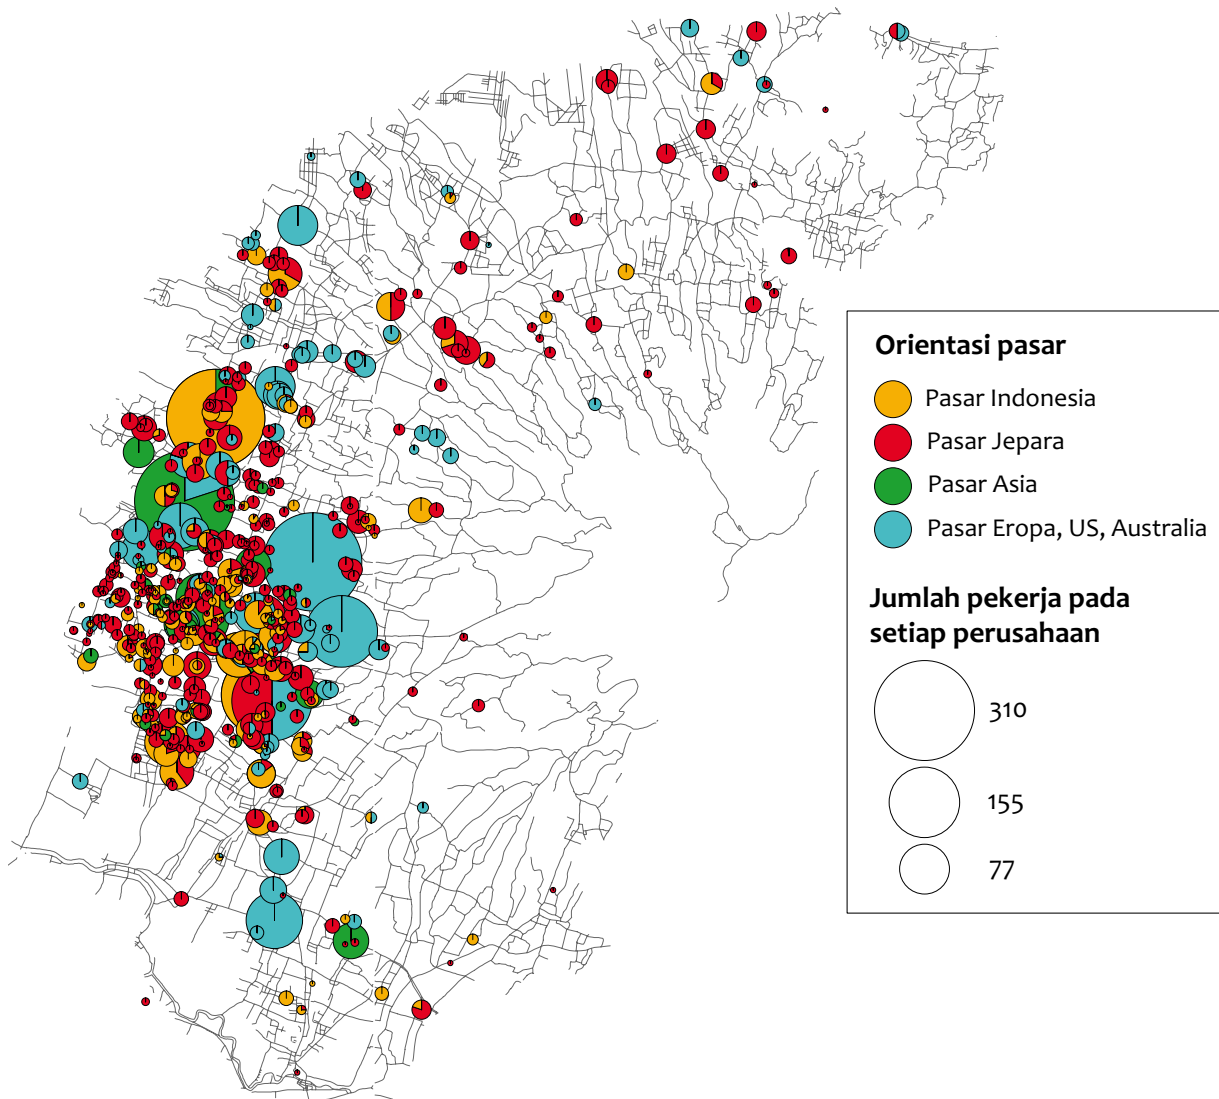 Orientasi pasar
Pasar Indonesia
Pasar Jepara
Pasar Asia
Pasar Eropa, US, Australia
Jumlah pekerja pada
setiap perusahaan
310
155
77